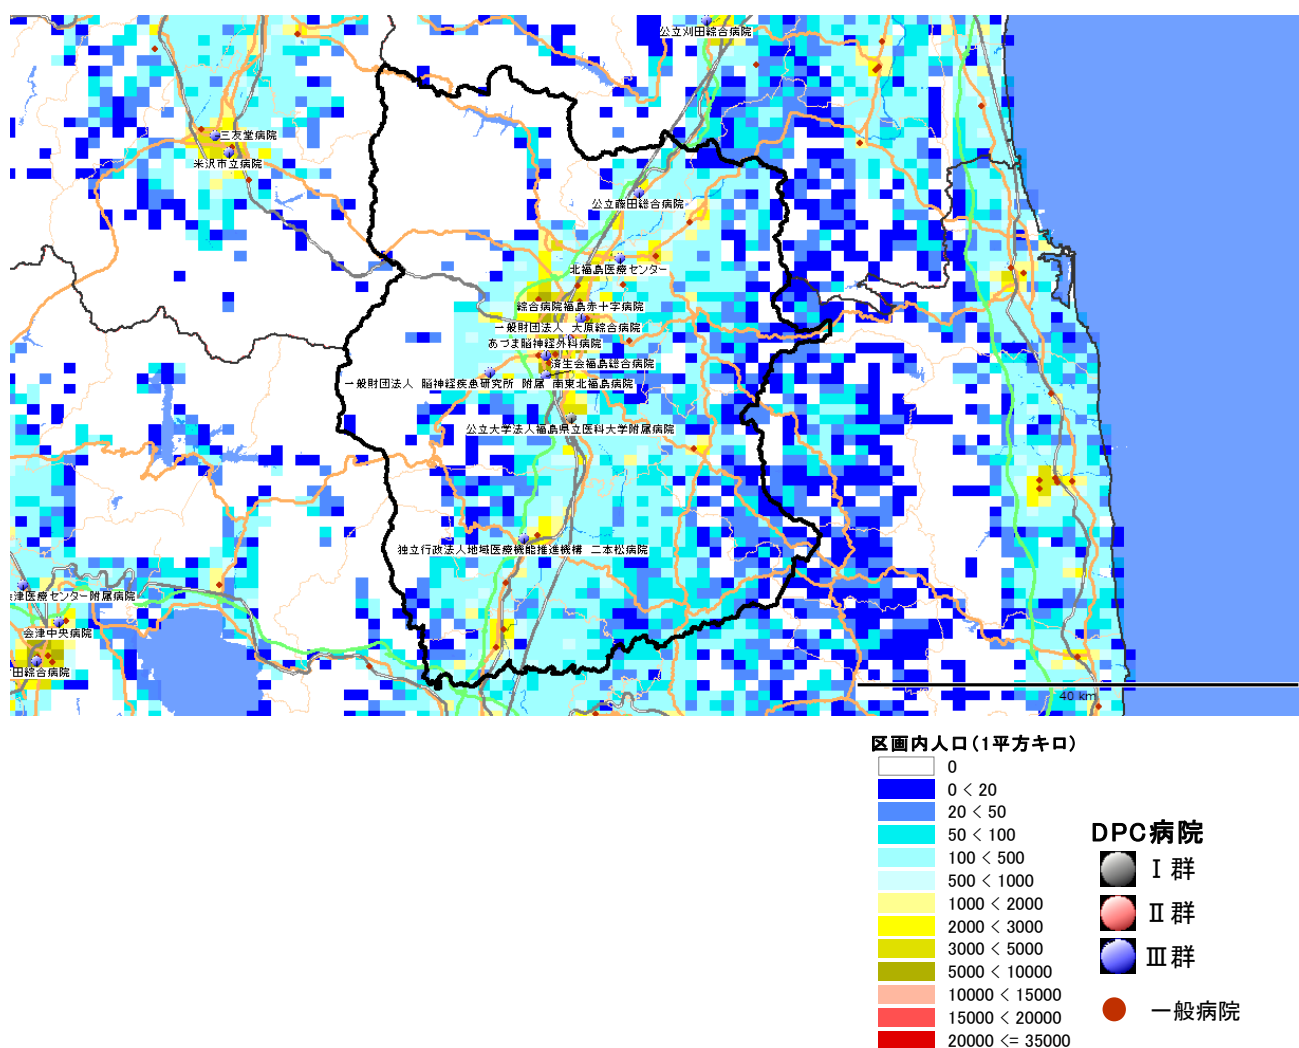 公立刈田綜合病院
三友堂病院
米沢市立病院
公立藤田総合病院
北福島医療センター
綜合病院福島赤十字病院
一般財団法人 大原綜合病院
あづま脳神経外科病院
済生会福島総合病院
一般財団法人 脳神経疾患研究所 附属 南東北福島病院
公立大学法人福島県立医科大学附属病院
独立行政法人地域医療機能推進機構 二本松病院
津医療センター附属病院
会津中央病院
田綜合病院
40 km
区画内人口(1平方キロ)
0
0 < 20
20 < 50
50 < 100
100 < 500
500 < 1000
1000 < 2000
2000 < 3000
3000 < 5000
5000 < 10000
10000 < 15000
15000 < 20000
20000 <= 35000
DPC病院
Ⅰ群
Ⅱ群
Ⅲ群
一般病院